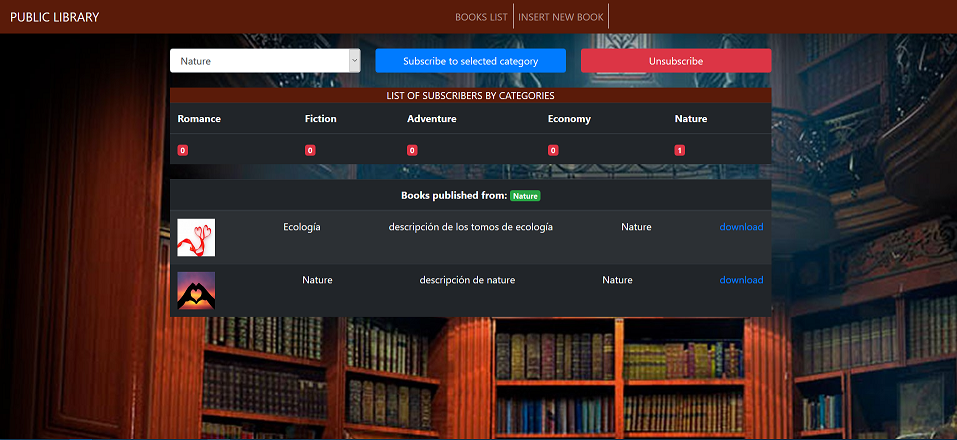 PUBLIC LIBRARY BOOKS LIST INSERT NEW BOOK
Nature Subscribe to selected category Unsubscribe
LIST OF SUBSCRIBERS BY CATEGORIES
Romance Fiction Adventure Economy Nature
0 0 0 0 1
Books published from: Nature
Ecología descripción de los tomos de ecología Nature download
Nature descripción de nature Nature download